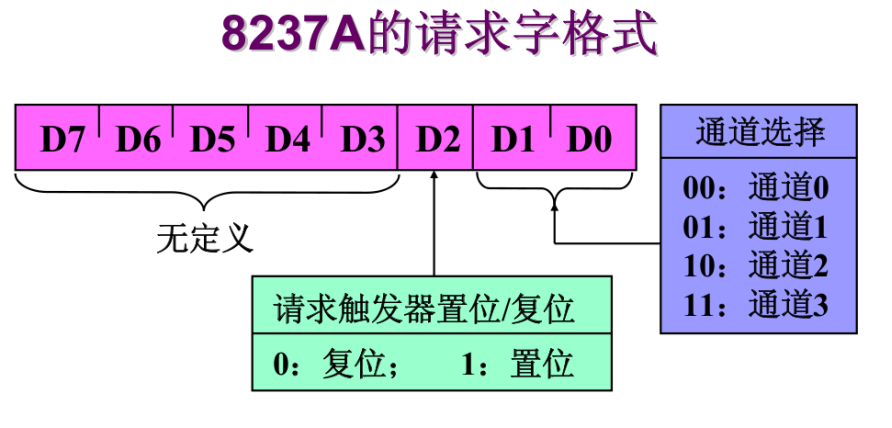 8237A的请求字格式
D7 D6 D5 D4 D3 D2 D1 D0
无定义
请求触发器置位/复位
0：复位； 1：置位
通道选择
00：通道0
01：通道1
10：通道2
11：通道3